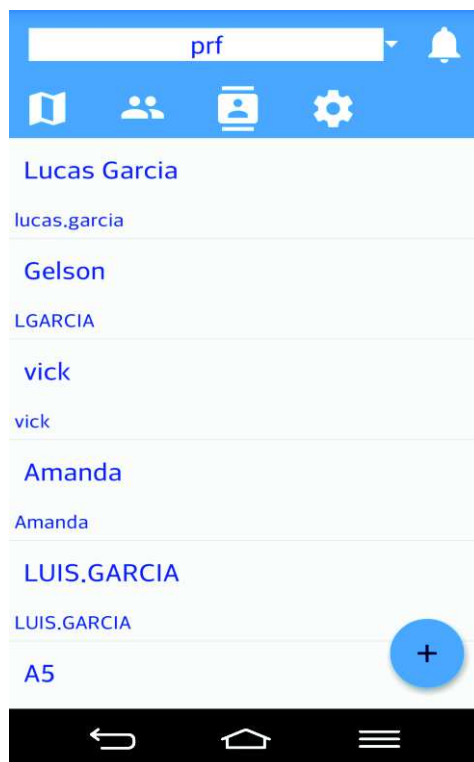 prf
Lucas Garcia
lucas.garcia
Gelson
LGARCIA
vick
vick
Amanda
Amanda
LUIS.GARCIA
LUIS.GARCIA
A5
+